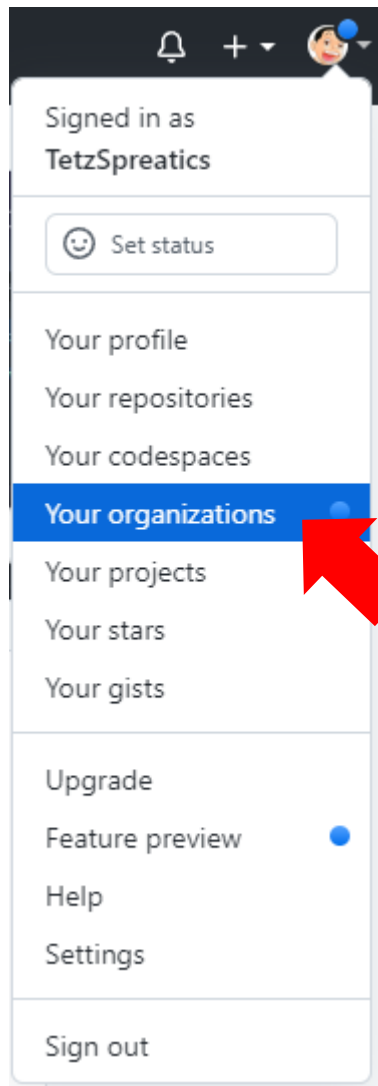 Signed in as
TetzSpreatics
Set status
Your profile
Your repositories
Your codespaces
Your organizations
Your projects
Your stars
Your gists
Upgrade
Feature preview
Help
Settings
Sign out